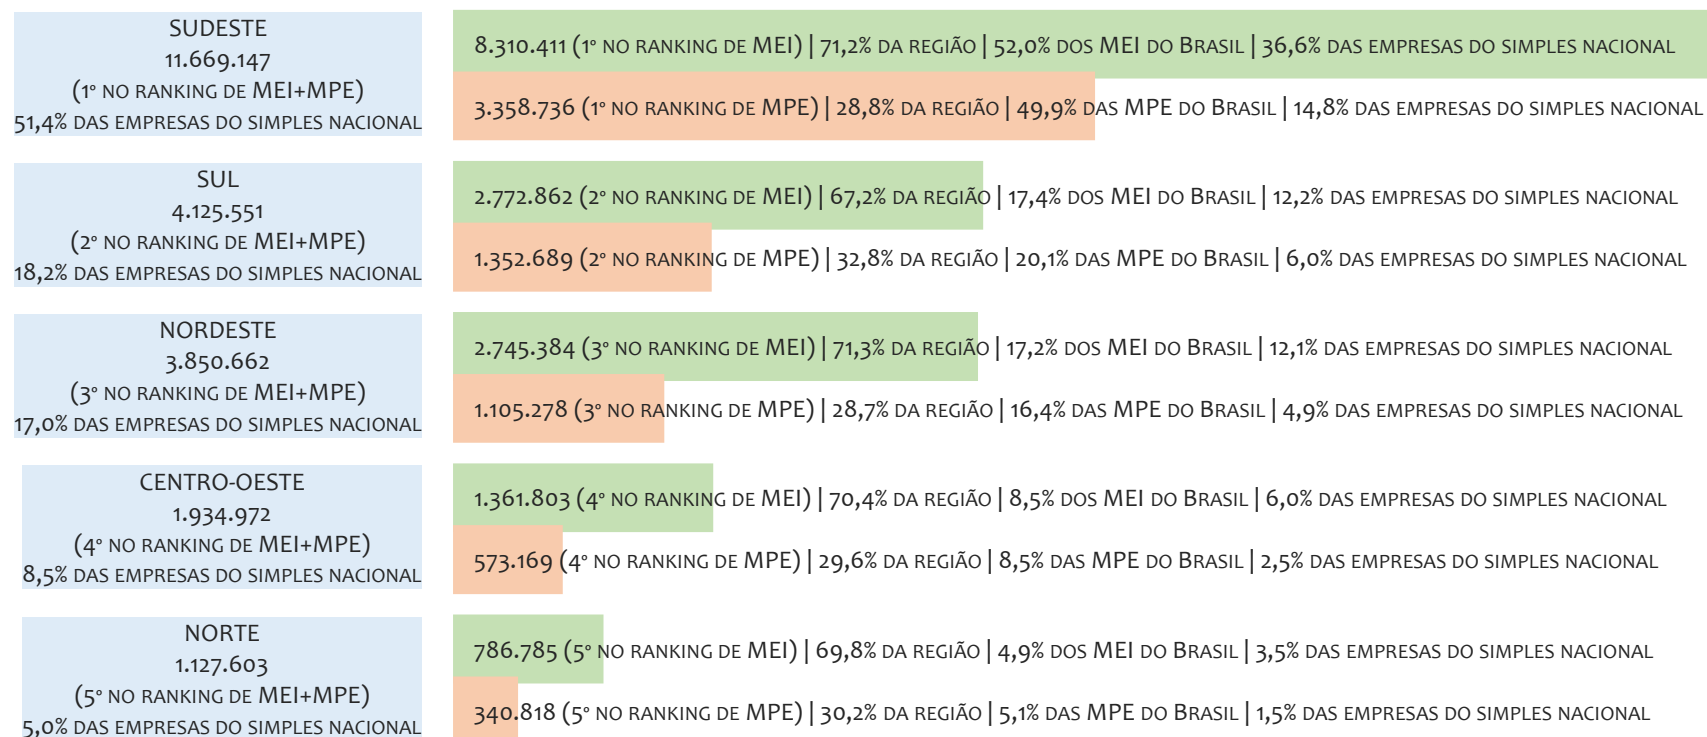 SUDESTE
11.669.147
(1º NO RANKING DE MEI+MPE)
51,4% DAS EMPRESAS DO SIMPLES NACIONAL
8.310.411 (1º NO RANKING DE MEI) | 71,2% DA REGIÃO | 52,0% DOS MEI DO BRASIL | 36,6% DAS EMPRESAS DO SIMPLES NACIONAL
3.358.736 (1º NO RANKING DE MPE) | 28,8% DA REGIÃO | 49,9% DAS MPE DO BRASIL | 14,8% DAS EMPRESAS DO SIMPLES NACIONAL
SUL
4.125.551
(2º NO RANKING DE MEI+MPE)
18,2% DAS EMPRESAS DO SIMPLES NACIONAL
2.772.862 (2º NO RANKING DE MEI) | 67,2% DA REGIÃO | 17,4% DOS MEI DO BRASIL | 12,2% DAS EMPRESAS DO SIMPLES NACIONAL
1.352.689 (2º NO RANKING DE MPE) | 32,8% DA REGIÃO | 20,1% DAS MPE DO BRASIL | 6,0% DAS EMPRESAS DO SIMPLES NACIONAL
NORDESTE
3.850.662
(3º NO RANKING DE MEI+MPE)
17,0% DAS EMPRESAS DO SIMPLES NACIONAL
2.745.384 (3º NO RANKING DE MEI) | 71,3% DA REGIÃO | 17,2% DOS MEI DO BRASIL | 12,1% DAS EMPRESAS DO SIMPLES NACIONAL
1.105.278 (3º NO RANKING DE MPE) | 28,7% DA REGIÃO | 16,4% DAS MPE DO BRASIL | 4,9% DAS EMPRESAS DO SIMPLES NACIONAL
CENTRO-OESTE
1.934.972
(4º NO RANKING DE MEI+MPE)
8,5% DAS EMPRESAS DO SIMPLES NACIONAL
1.361.803 (4º NO RANKING DE MEI) | 70,4% DA REGIÃO | 8,5% DOS MEI DO BRASIL | 6,0% DAS EMPRESAS DO SIMPLES NACIONAL
573.169 (4º NO RANKING DE MPE) | 29,6% DA REGIÃO | 8,5% DAS MPE DO BRASIL | 2,5% DAS EMPRESAS DO SIMPLES NACIONAL
NORTE
1.127.603
(5º NO RANKING DE MEI+MPE)
5,0% DAS EMPRESAS DO SIMPLES NACIONAL
786.785 (5º NO RANKING DE MEI) | 69,8% DA REGIÃO | 4,9% DOS MEI DO BRASIL | 3,5% DAS EMPRESAS DO SIMPLES NACIONAL
340.818 (5º NO RANKING DE MPE) | 30,2% DA REGIÃO | 5,1% DAS MPE DO BRASIL | 1,5% DAS EMPRESAS DO SIMPLES NACIONAL